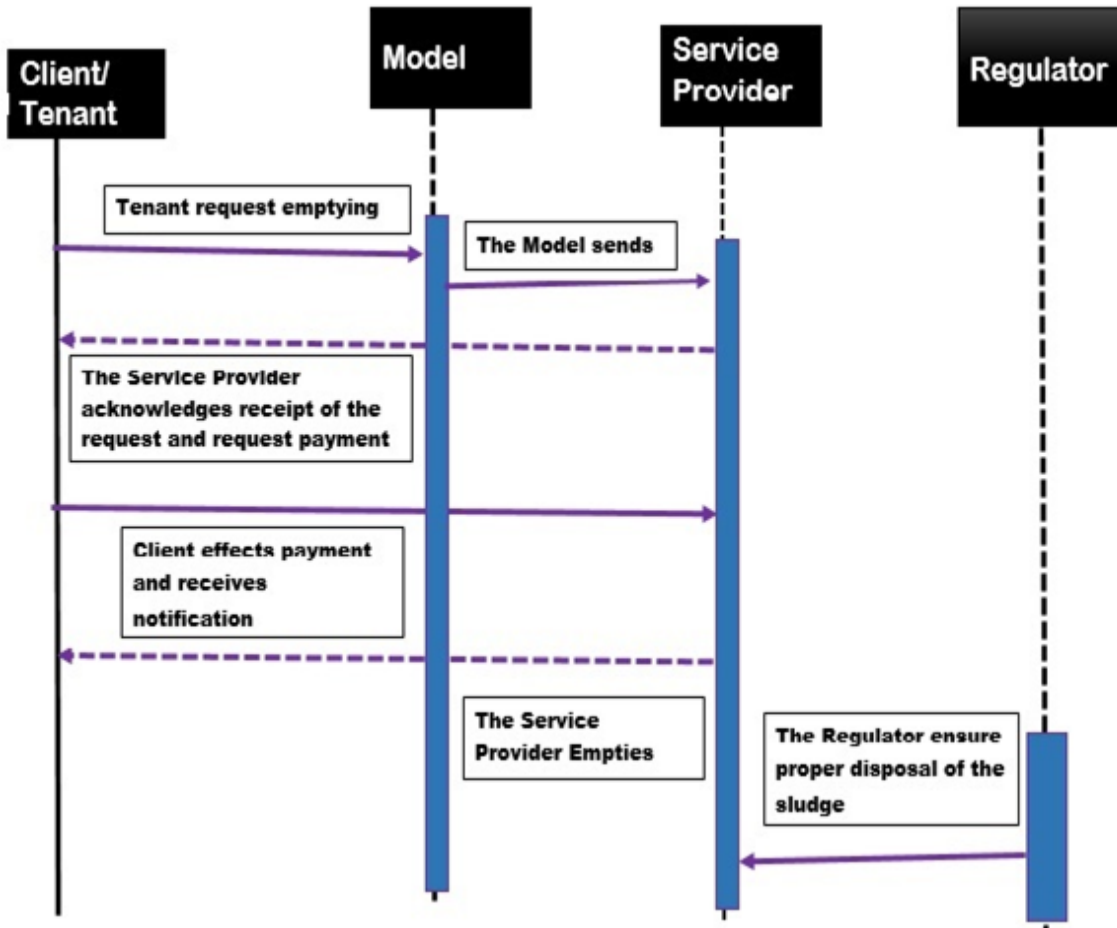 Client/
Tenant
Model
Service
Provider
Regulator
Tenant request emptying
The Model sends
The Service Provider
acknowledges receipt of the
request and request payment
Client effects payment
and receives
notification
The Service
Provider Empties
The Regulator ensure
proper disposal of the
sludge